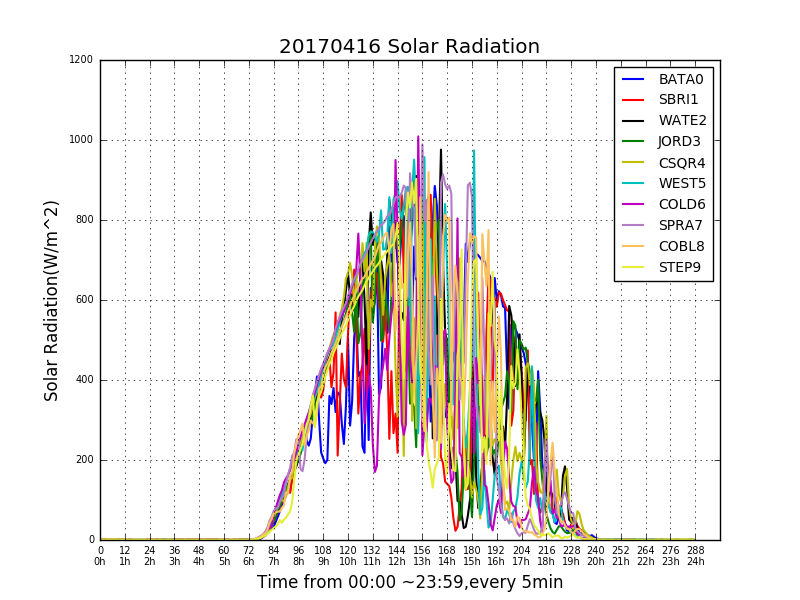 20170416 Solar Radiation
1200
1000
800
600
400
200
0
Solar Radiation(W/m^2)
BATA0
SBRI1
WATE2
JORD3
CSQR4
WEST5
COLD6
SPRA7
COBL8
STEP9
0 12 24 36 48 60 72 84 96 108 120 132 144 156 168 180 192 204 216 228 240 252 264 276 288
0h 1h 2h 3h 4h 5h 6h 7h 8h 9h 10h 11h 12h 13h 14h 15h 16h 17h 18h 19h 20h 21h 22h 23h 24h
Time from 00:00 ~23:59,every 5min